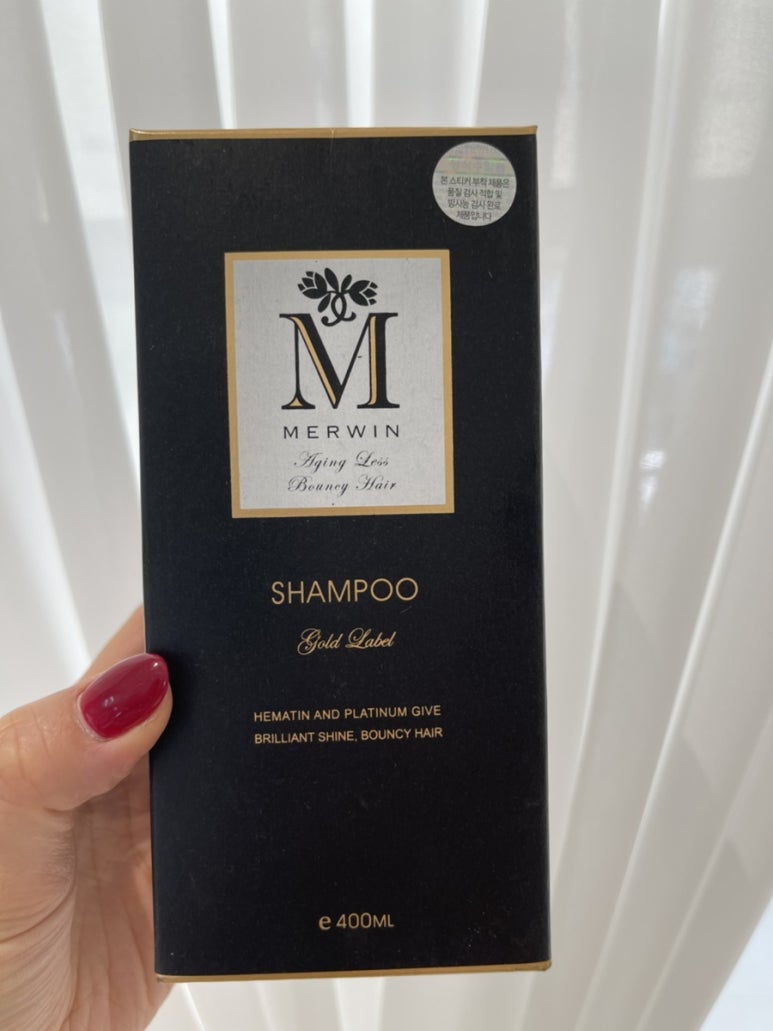 본 스티커 부착 제품은
품질 검사 적합 및
방사능 검사 완료
제품입니다
M
MERWIN
Aging Less
Bouncy Hair
SHAMPOO
Gold Label
HEMATIN AND PLATINUM GIVE
BRILLIANT SHINE, BOUNCY HAIR
e 400ML